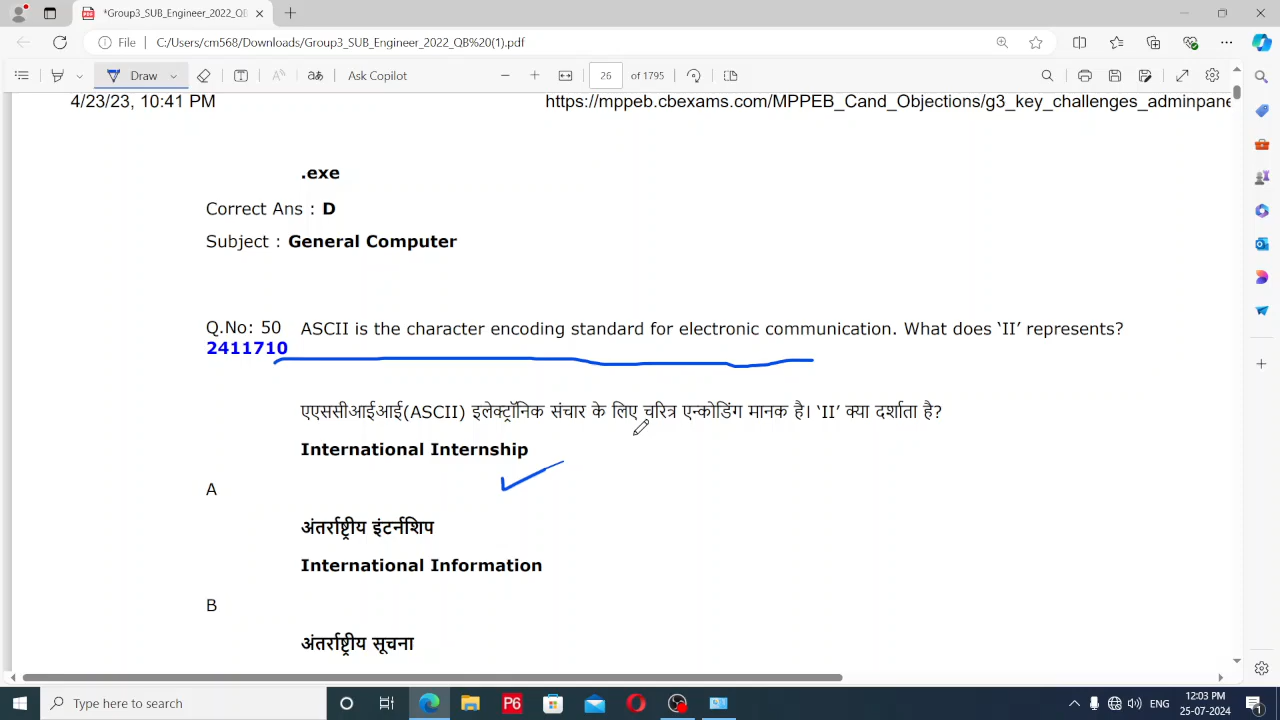 *Group3_SUB_Engineer_2022_QB
File C:/Users/cm568/Downloads/Group3_SUB_Engineer_2022_QB%20(1).pdf
Draw Ask Copilot 26 of 1795
4/23/23, 10:41 PM https://mppeb.cbexams.com/MPPEB_Cand_Objections/g3_key_challenges_adminpane
.exe
Correct Ans : D
Subject : General Computer
Q.No: 50 ASCII is the character encoding standard for electronic communication. What does ‘II’ represents?
2411710
एएससीआईआई(ASCII) इलेक्ट्रॉनिक संचार के लिए चरित्र एन्कोडिंग मानक है। ‘II’ क्या दर्शाता है?
International Internship
A
अंतर्राष्ट्रीय इंटर्नशिप
International Information
B
अंतर्राष्ट्रीय सूचना
Type here to search P6 ENG 12:03 PM
25-07-2024